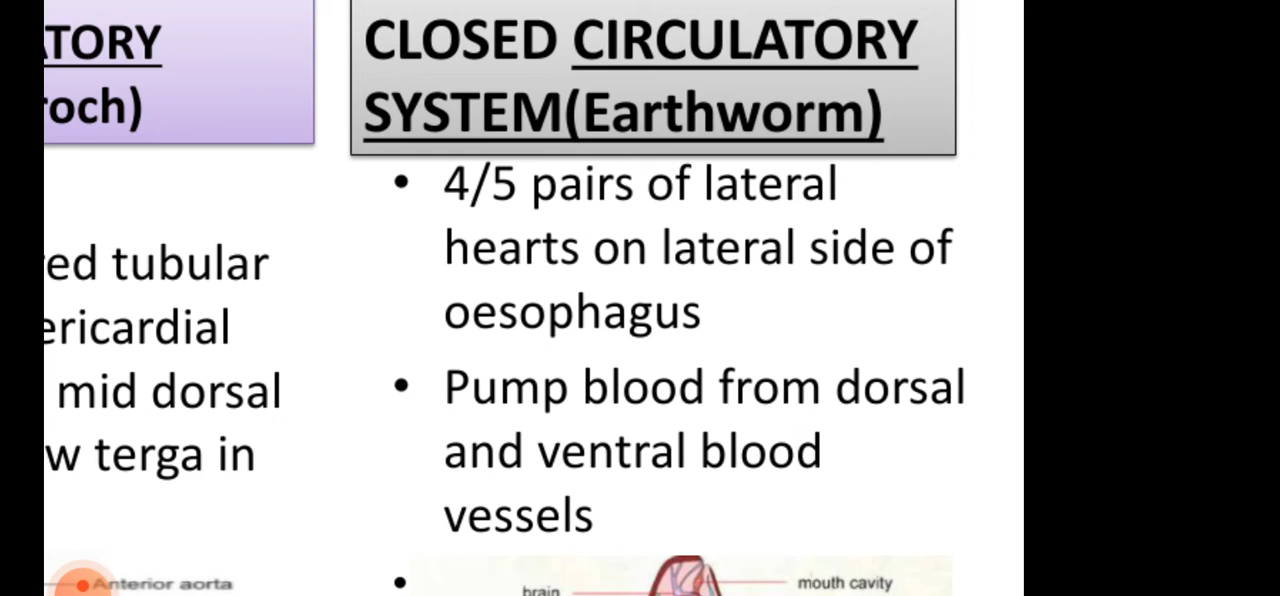 TORY
roch)
ed tubular
ericardial
mid dorsal
w terga in
Anterior aorta
CLOSED CIRCULATORY
SYSTEM(Earthworm)
• 4/5 pairs of lateral
hearts on lateral side of
oesophagus
• Pump blood from dorsal
and ventral blood
vessels
•
brain
mouth cavity